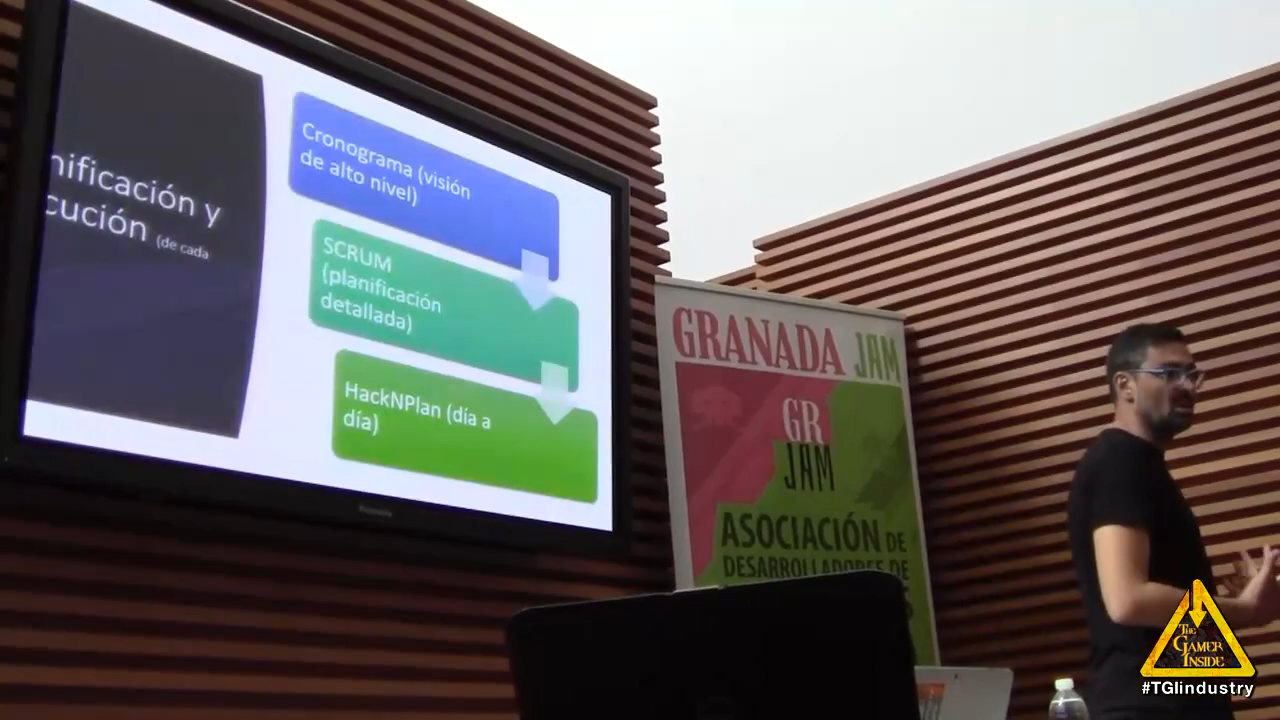 nificación y
cución (de cada
Cronograma (visión
de alto nivel)
SCRUM
(planificación
detallada)
HackNPlan (día a
día)
GRANADA JAM
GR
JAM
ASOCIACIÓN DE
DESARROLLADORES DE
THE
GAMER
INSIDE
#TGIindustry